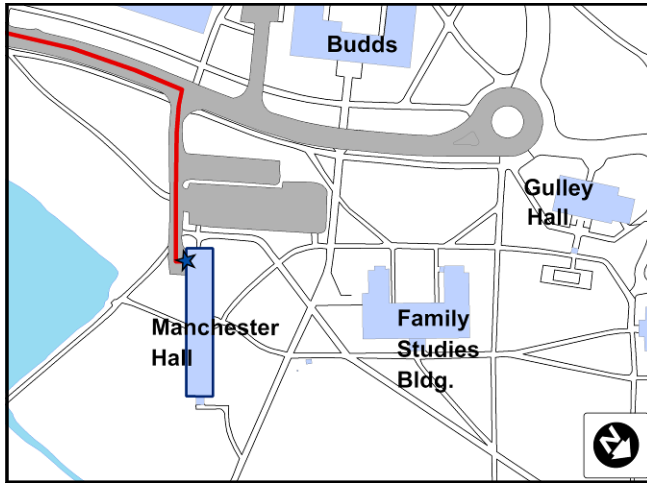 Budds
Gulley
Hall
Manchester
Hall
Family
Studies
Bldg.
N